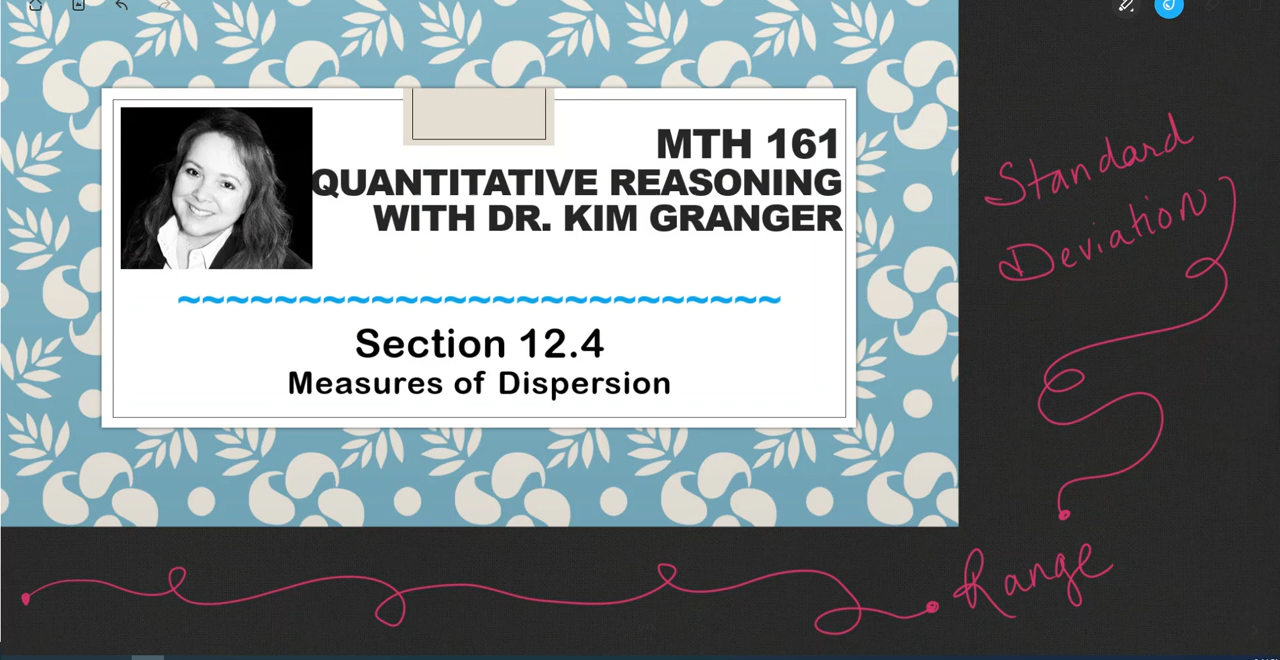 MTH 161
QUANTITATIVE REASONING
WITH DR. KIM GRANGER
Section 12.4
Measures of Dispersion
Standard
Deviation
Range